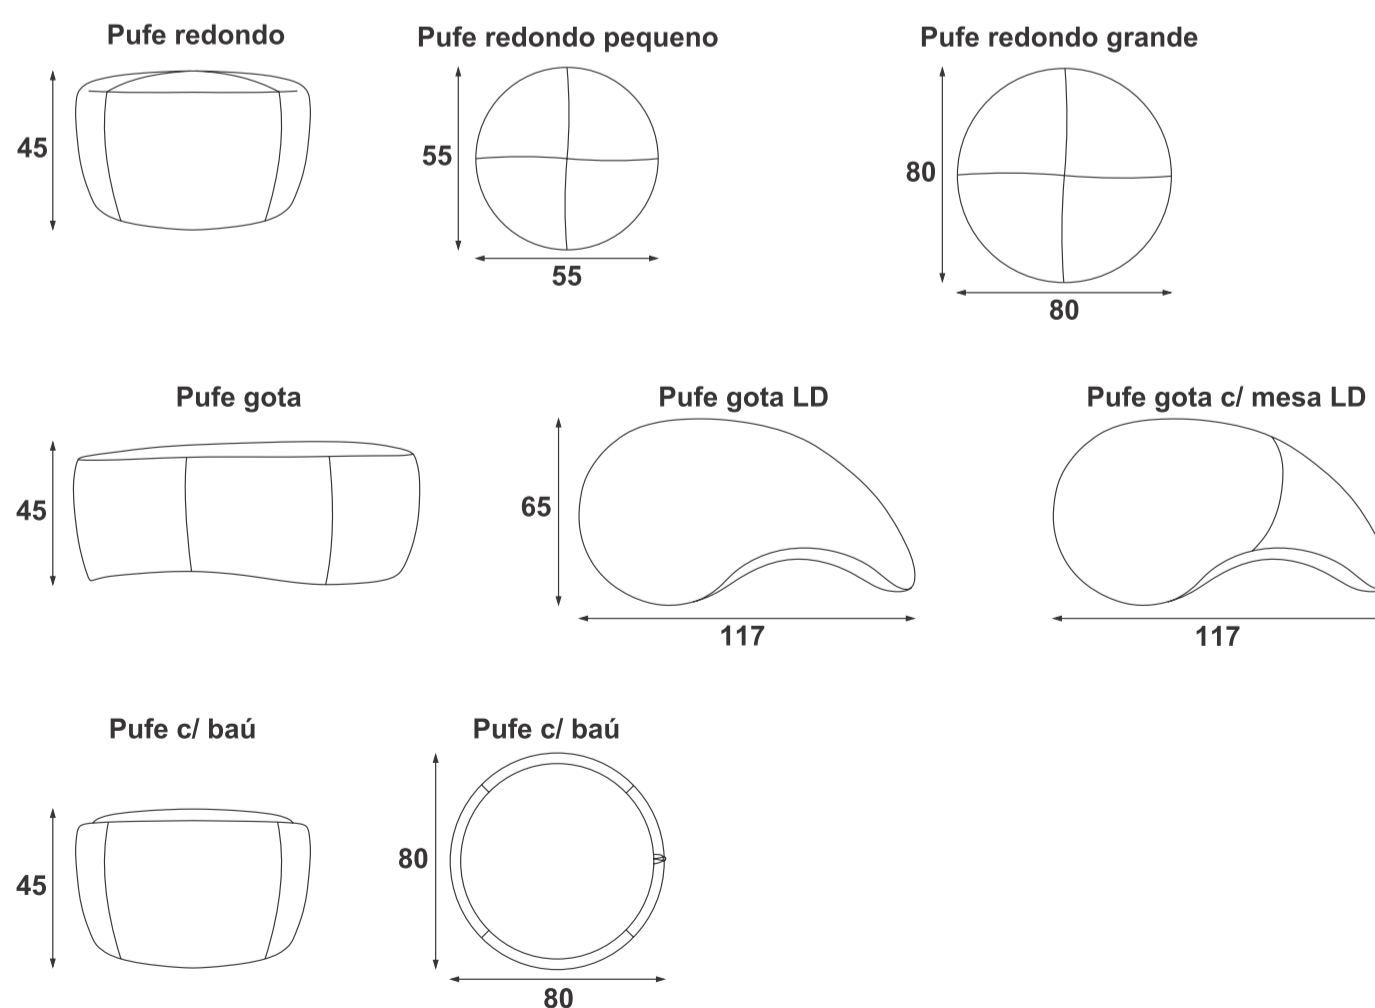 Pufe redondo
Pufe redondo pequeno
Pufe redondo grande
45
55
55
80
80
Pufe gota
Pufe gota LD
Pufe gota c/ mesa LD
45
65
117
117
Pufe c/ baú
Pufe c/ baú
45
80
80